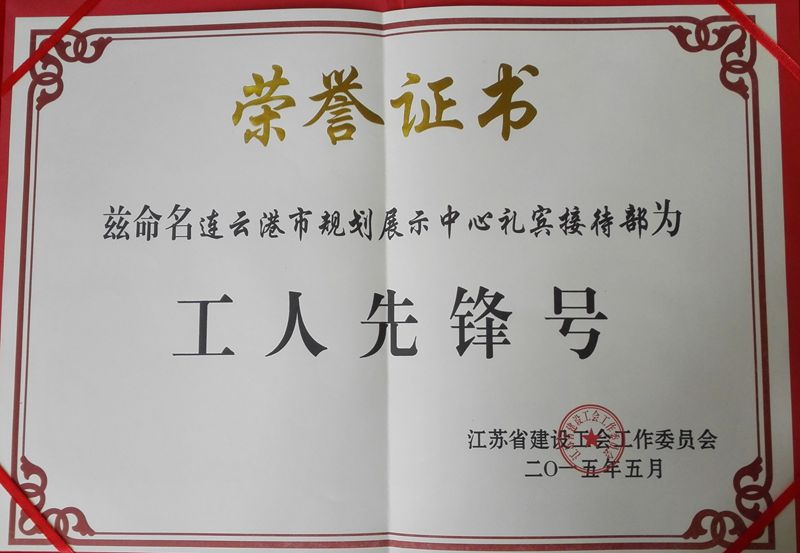 荣誉证书
兹命名连云港市规划展示中心礼宾接待部为
工人先锋号
江苏省建设工会工作委员会
二〇一五年五月